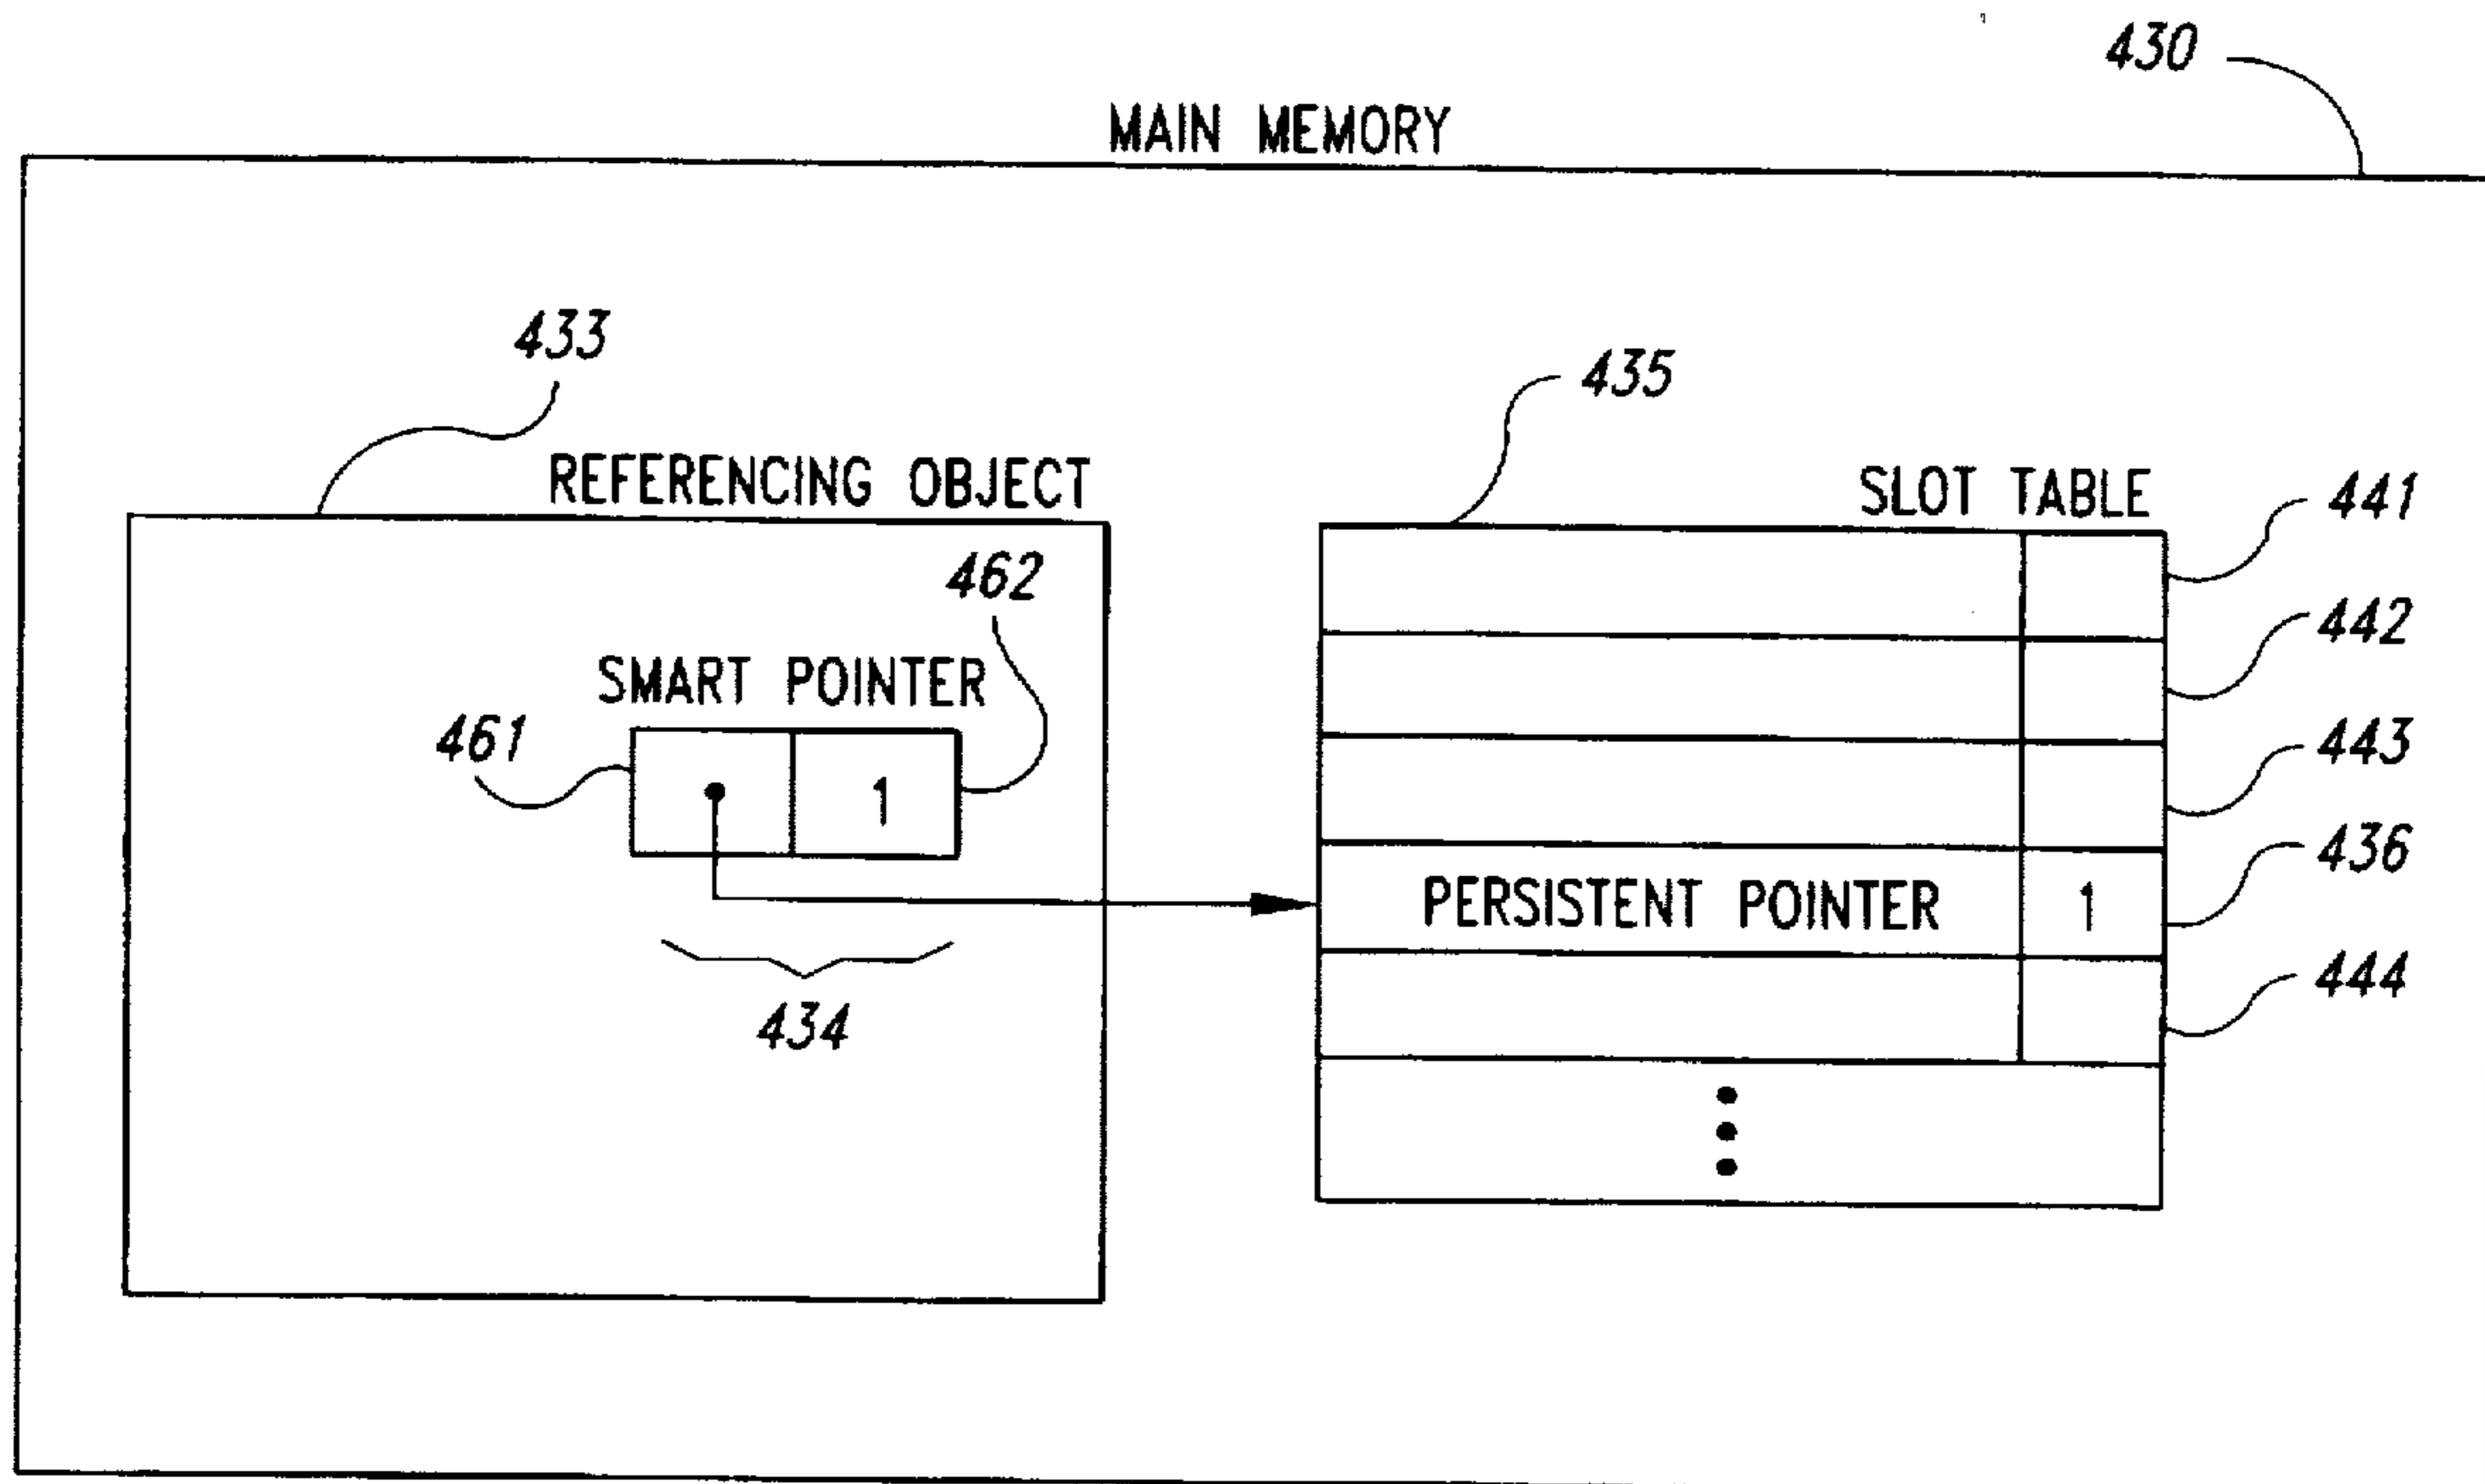 430
MAIN MEMORY
433
435
REFERENCING OBJECT
SLOT TABLE
441
462
442
SMART POINTER
461
443
1
436
PERSISTENT POINTER 1
444
434